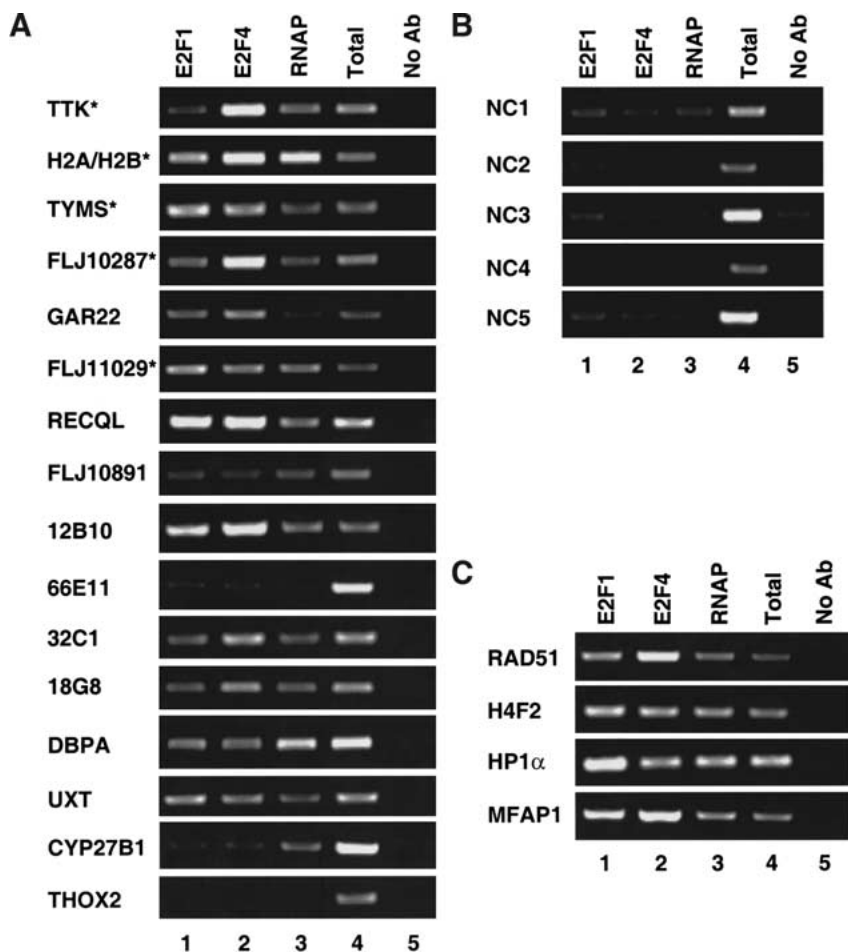 A
E2F1 E2F4 RNAP Total No Ab
TTK*
H2A/H2B*
TYMS*
FLJ10287*
GAR22
FLJ11029*
RECQL
FLJ10891
12B10
66E11
32C1
18G8
DBPA
UXT
CYP27B1
THOX2
1 2 3 4 5
B
E2F1 E2F4 RNAP Total No Ab
NC1
NC2
NC3
NC4
NC5
1 2 3 4 5
C
E2F1 E2F4 RNAP Total No Ab
RAD51
H4F2
HP1α
MFAP1
1 2 3 4 5